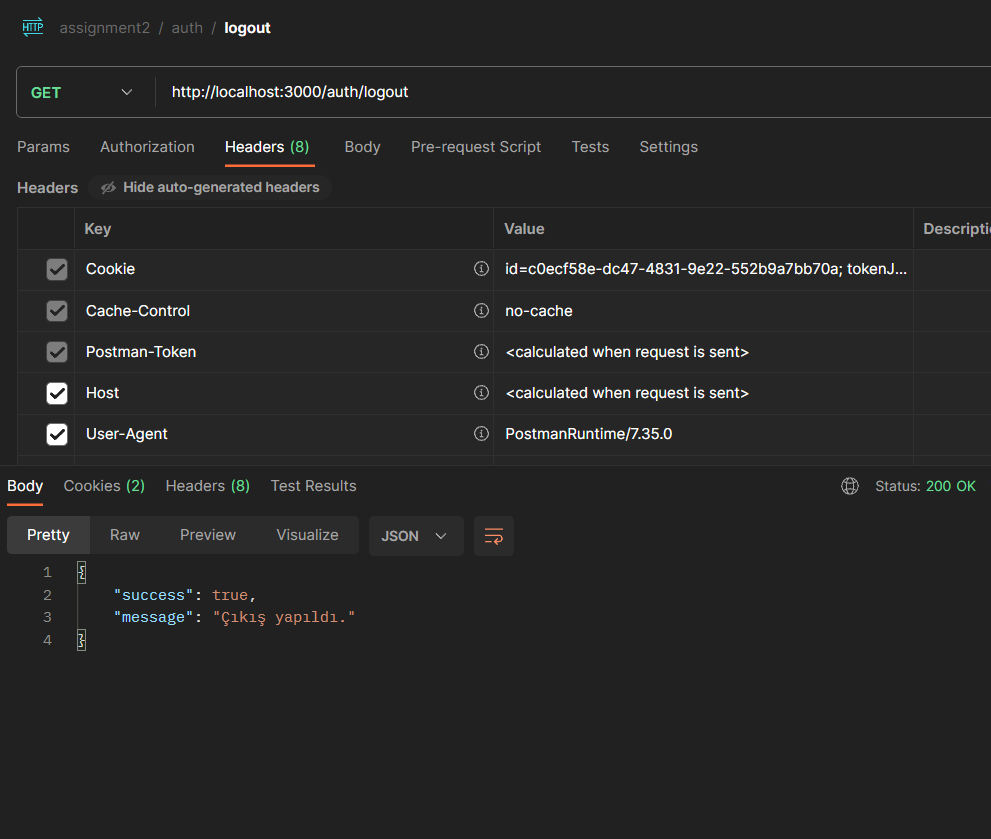 HTTP assignment2 / auth / logout
GET http://localhost:3000/auth/logout
Params Authorization Headers (8) Body Pre-request Script Tests Settings
Headers Hide auto-generated headers
Key Value Descripti
Cookie id=c0ecf58e-dc47-4831-9e22-552b9a7bb70a; tokenJ...
Cache-Control no-cache
Postman-Token <calculated when request is sent>
Host <calculated when request is sent>
User-Agent PostmanRuntime/7.35.0
Body Cookies (2) Headers (8) Test Results Status: 200 OK
Pretty Raw Preview Visualize JSON
1 {
2 "success": true,
3 "message": "Çıkış yapıldı."
4 }